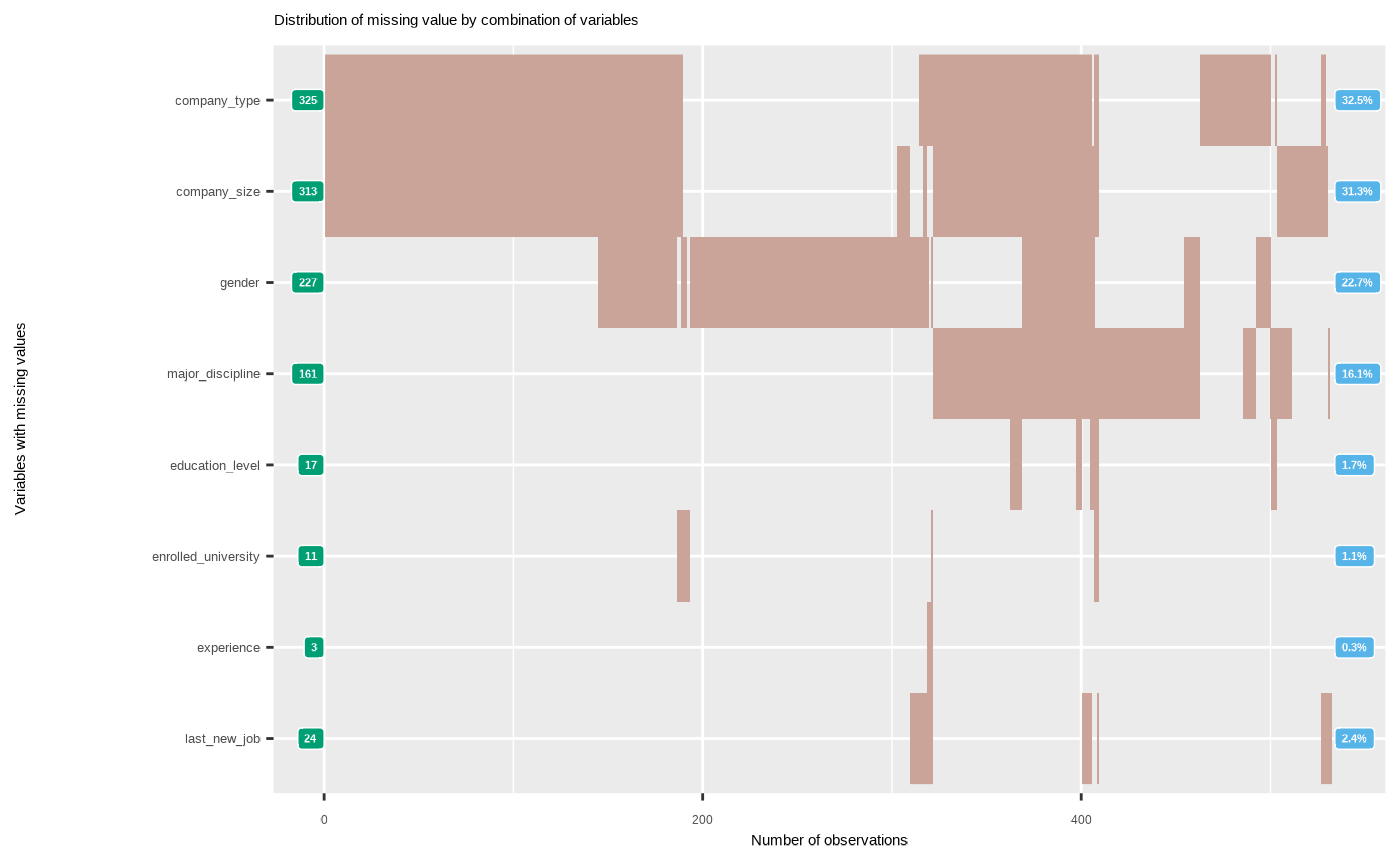 Distribution of missing value by combination of variables
company_type 325 32.5%
company_size 313 31.3%
gender 227 22.7%
major_discipline 161 16.1%
education_level 17 1.7%
enrolled_university 11 1.1%
experience 3 0.3%
last_new_job 24 2.4%
Variables with missing values
0 200 400
Number of observations